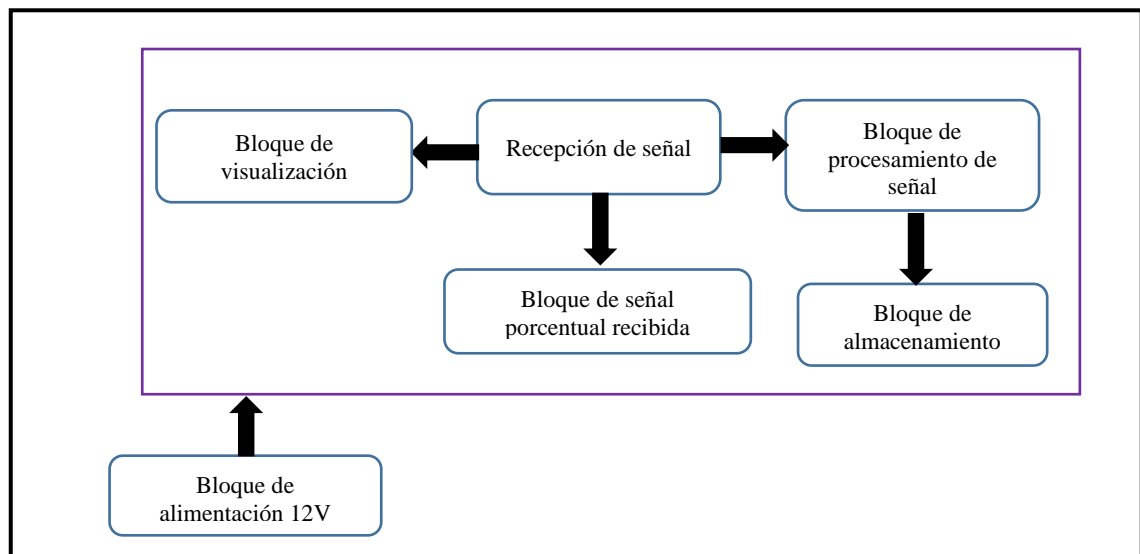 Bloque de
visualización
Recepción de señal
Bloque de
procesamiento de
señal
Bloque de señal
porcentual recibida
Bloque de
almacenamiento
Bloque de
alimentación 12V